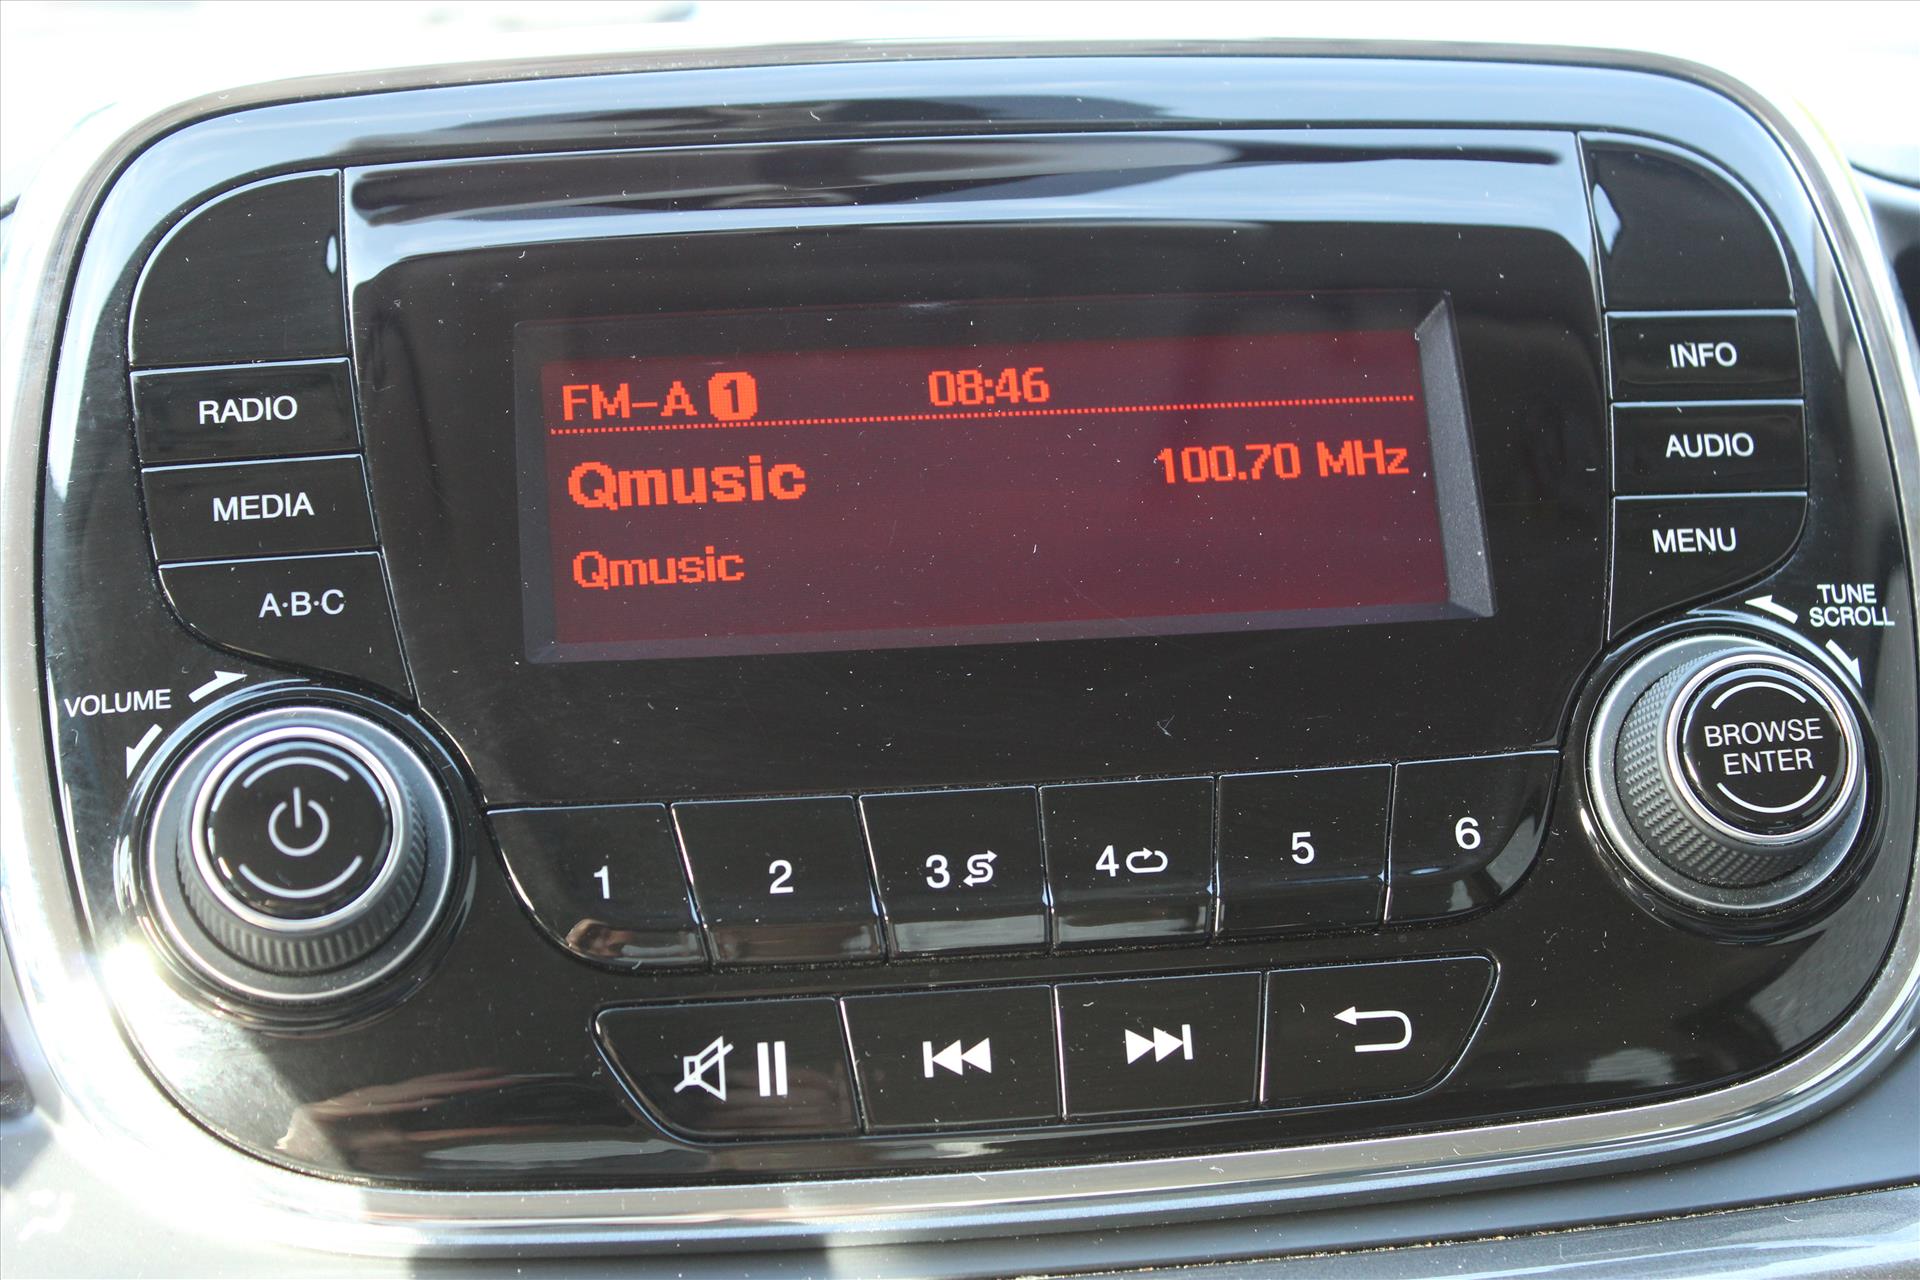 FM-A 1 08:46
Qmusic 100.70 MHz
Qmusic
RADIO
MEDIA
A·B·C
VOLUME
INFO
AUDIO
MENU
TUNE
SCROLL
BROWSE
ENTER
1 2 3 4 5 6